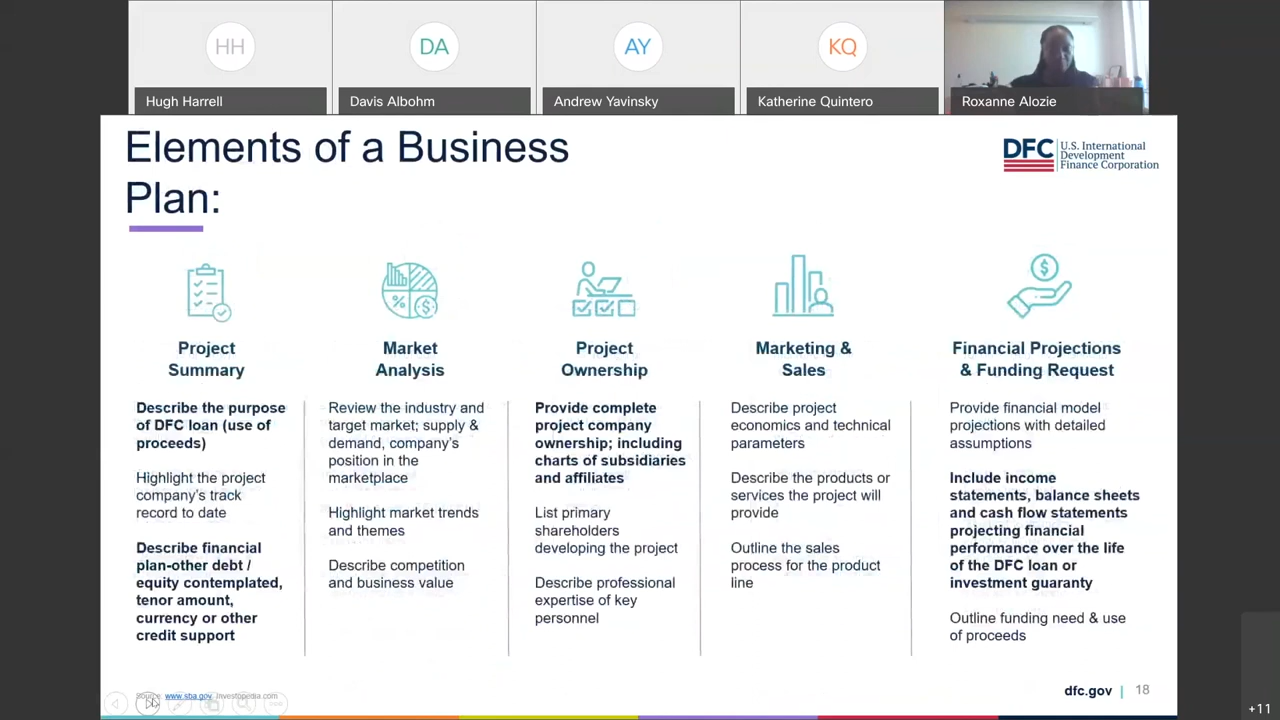 HH
DA
AY
KQ
Hugh Harrell
Davis Albohm
Andrew Yavinsky
Katherine Quintero
Roxanne Alozie
Elements of a Business
Plan:
DFC
U.S. International
Development
Finance Corporation
%
$
$
Project
Summary
Describe the purpose
of DFC loan (use of
proceeds)
Highlight the project
company's track
record to date
Describe financial
plan-other debt /
equity contemplated,
tenor amount,
currency or other
credit support
Market
Analysis
Review the industry and
target market; supply &
demand, company's
position in the
marketplace
Highlight market trends
and themes
Describe competition
and business value
Project
Ownership
Provide complete
project company
ownership; including
charts of subsidiaries
and affiliates
List primary
shareholders
developing the project
Describe professional
expertise of key
personnel
Marketing &
Sales
Describe project
economics and technical
parameters
Describe the products or
services the project will
provide
Outline the sales
process for the product
line
Financial Projections
& Funding Request
Provide financial model
projections with detailed
assumptions
Include income
statements, balance sheets
and cash flow statements
projecting financial
performance over the life
of the DFC loan or
investment guaranty
Outline funding need & use
of proceeds
Source: www.sba.gov, Investopedia.com
dfc.gov | 18
+11